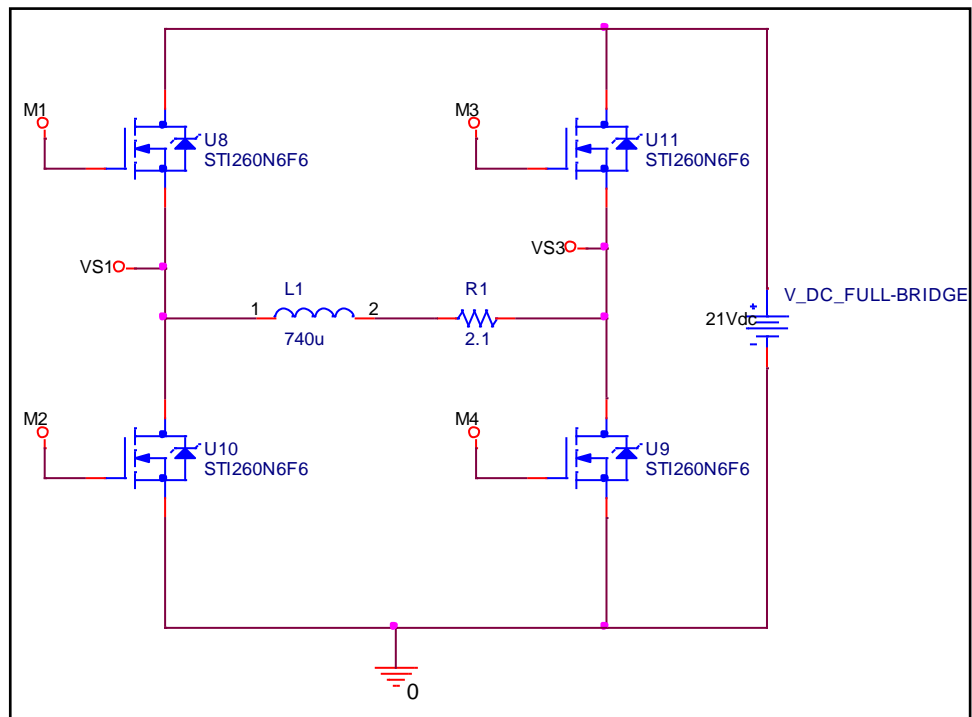 M1
U8
STI260N6F6
M3
U11
STI260N6F6
VS1
VS3
L1
1
2
740u
R1
2.1
V_DC_FULL-BRIDGE
+
21Vdc
-
M2
U10
STI260N6F6
M4
U9
STI260N6F6
0